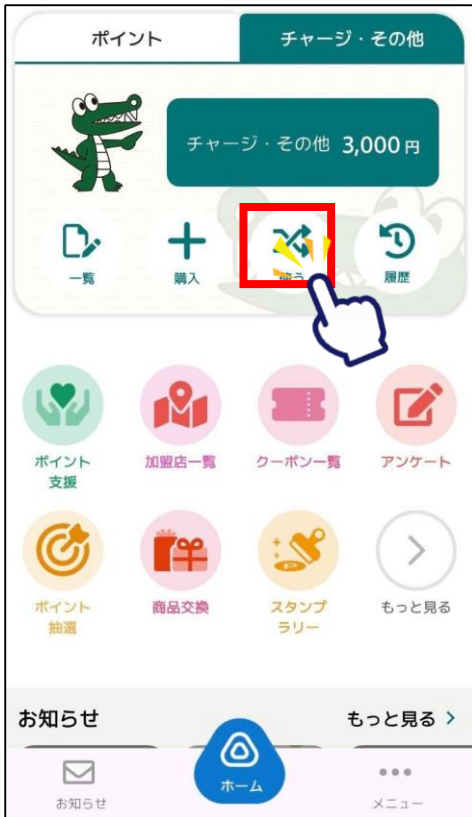 ポイント
チャージ・その他
チャージ・その他 3,000 円
一覧
購入
履歴
ポイント
支援
加盟店一覧
クーポン一覧
アンケート
ポイント
抽選
商品交換
スタンプ
ラリー
もっと見る
お知らせ
もっと見る
お知らせ
ホーム
メニュー